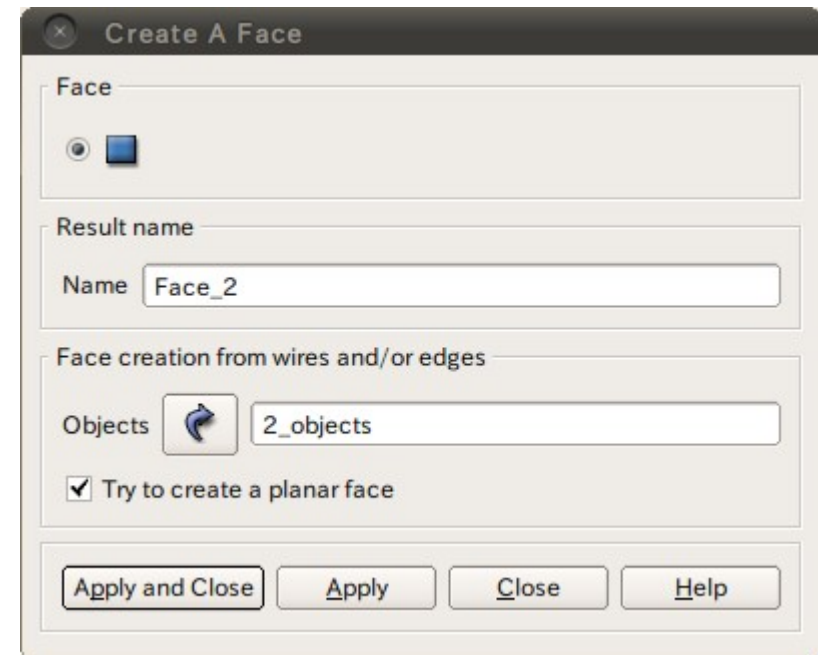 Create A Face
Face
Result name
Name Face_2
Face creation from wires and/or edges
Objects 2_objects
Try to create a planar face
Apply and Close Apply Close Help